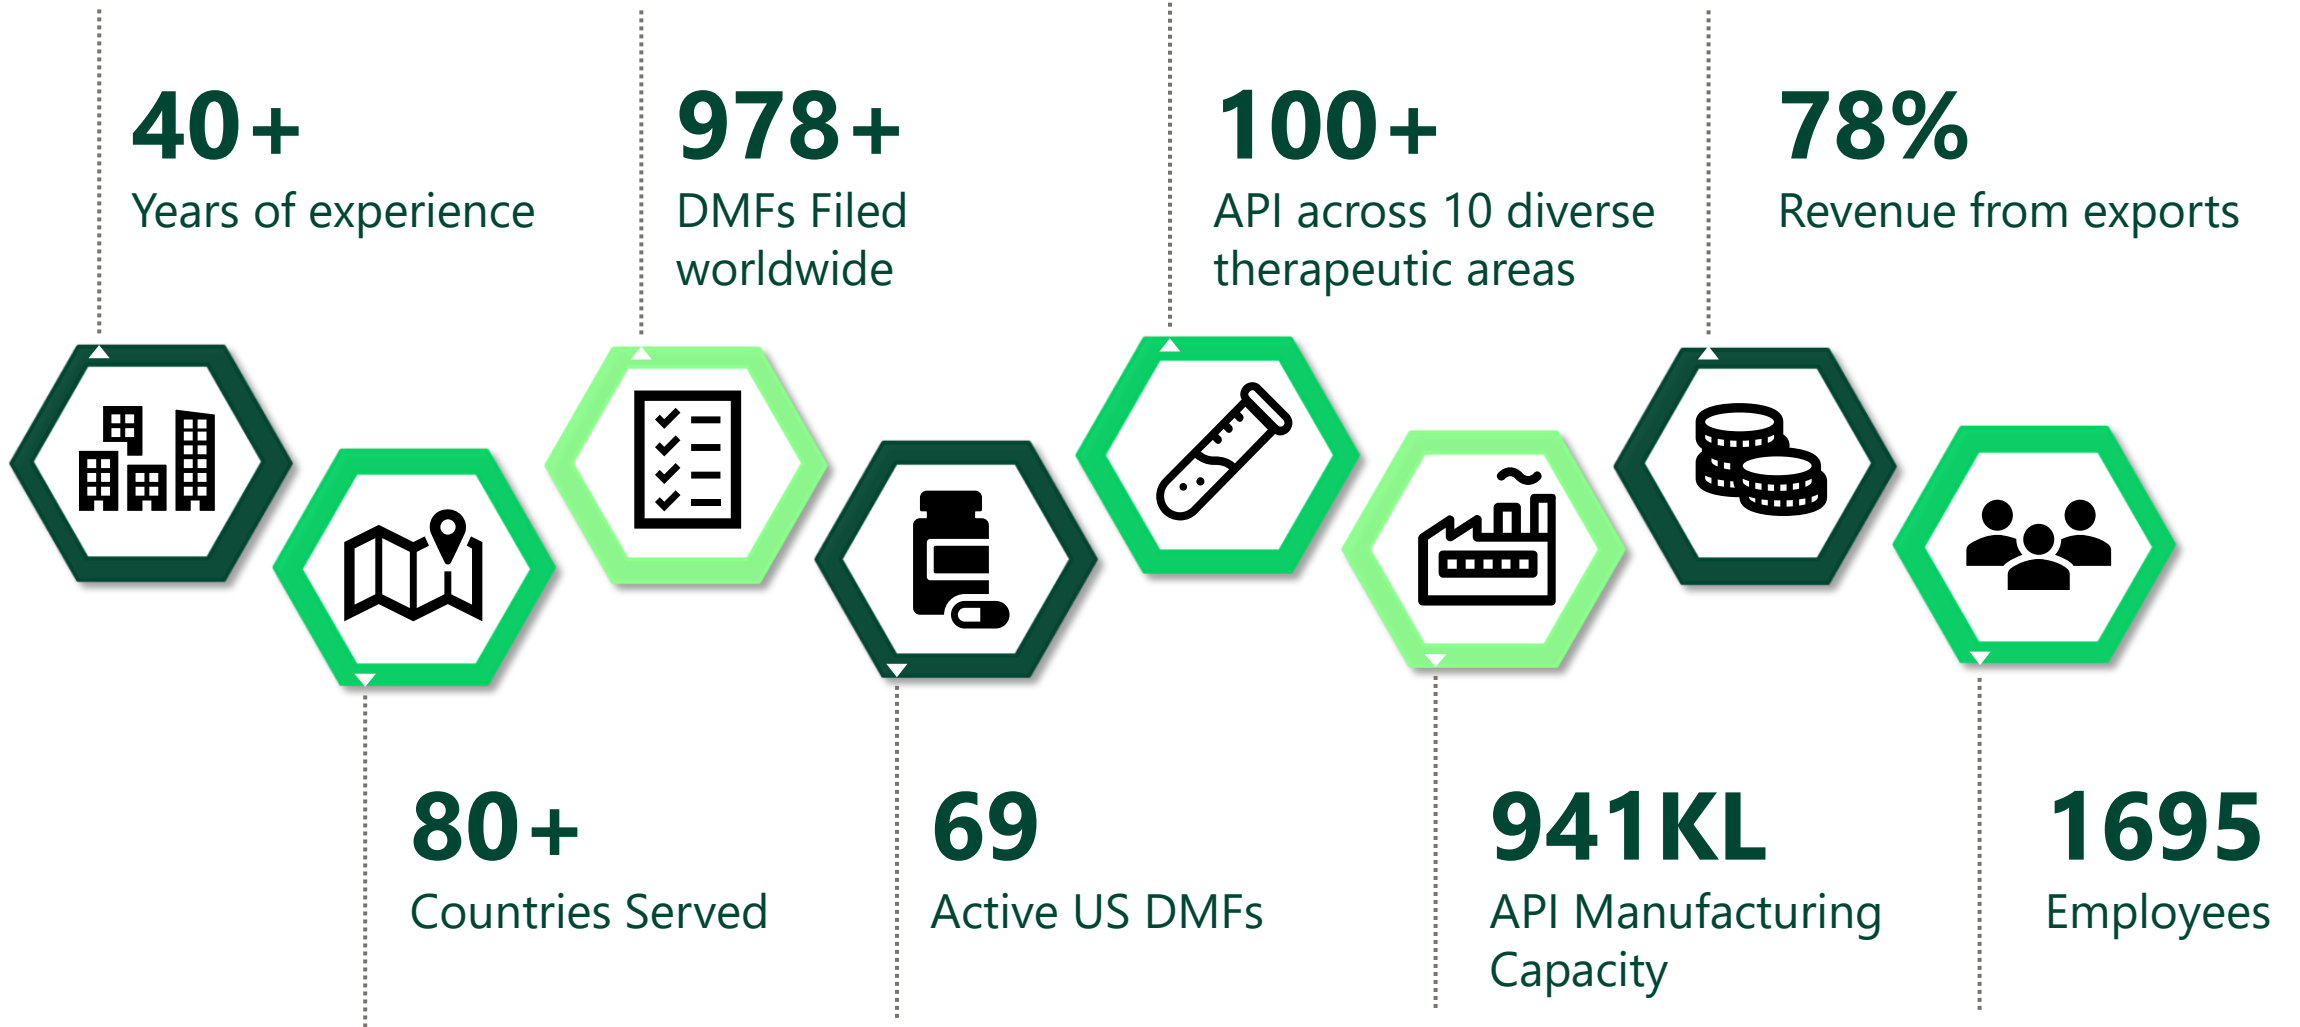 40+
Years of experience
978+
DMFs Filed
worldwide
100+
API across 10 diverse
therapeutic areas
78%
Revenue from exports
80+
Countries Served
69
Active US DMFs
941KL
API Manufacturing
Capacity
1695
Employees